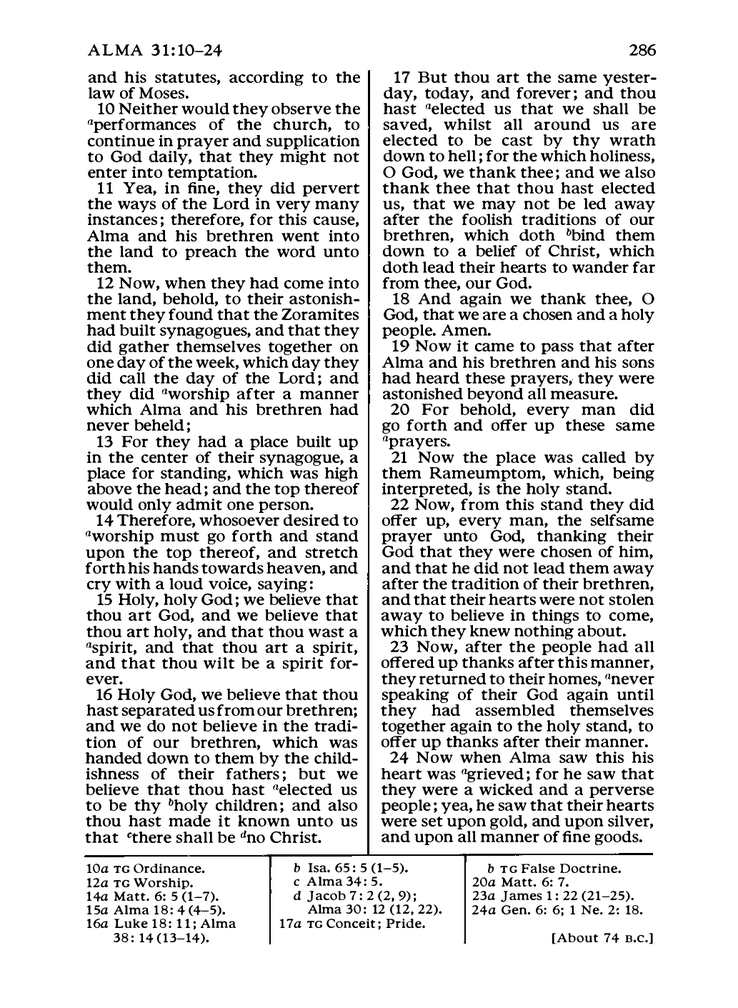 ALMA 31:10–24
286
and his statutes, according to the
law of Moses.
10 Neither would they observe the
aperformances of the church, to
continue in prayer and supplication
to God daily, that they might not
enter into temptation.
11 Yea, in fine, they did pervert
the ways of the Lord in very many
instances; therefore, for this cause,
Alma and his brethren went into
the land to preach the word unto
them.
12 Now, when they had come into
the land, behold, to their astonish-
ment they found that the Zoramites
had built synagogues, and that they
did gather themselves together on
one day of the week, which day they
did call the day of the Lord; and
they did aworship after a manner
which Alma and his brethren had
never beheld;
13 For they had a place built up
in the center of their synagogue, a
place for standing, which was high
above the head; and the top thereof
would only admit one person.
14 Therefore, whosoever desired to
aworship must go forth and stand
upon the top thereof, and stretch
forth his hands towards heaven, and
cry with a loud voice, saying:
15 Holy, holy God; we believe that
thou art God, and we believe that
thou art holy, and that thou wast a
aspirit, and that thou art a spirit,
and that thou wilt be a spirit for-
ever.
16 Holy God, we believe that thou
hast separated us from our brethren;
and we do not believe in the tradi-
tion of our brethren, which was
handed down to them by the child-
ishness of their fathers; but we
believe that thou hast aelected us
to be thy bholy children; and also
thou hast made it known unto us
that cthere shall be dno Christ.
17 But thou art the same yester-
day, today, and forever; and thou
hast aelected us that we shall be
saved, whilst all around us are
elected to be cast by thy wrath
down to hell; for the which holiness,
O God, we thank thee; and we also
thank thee that thou hast elected
us, that we may not be led away
after the foolish traditions of our
brethren, which doth bbind them
down to a belief of Christ, which
doth lead their hearts to wander far
from thee, our God.
18 And again we thank thee, O
God, that we are a chosen and a holy
people. Amen.
19 Now it came to pass that after
Alma and his brethren and his sons
had heard these prayers, they were
astonished beyond all measure.
20 For behold, every man did
go forth and offer up these same
aprayers.
21 Now the place was called by
them Rameumptom, which, being
interpreted, is the holy stand.
22 Now, from this stand they did
offer up, every man, the selfsame
prayer unto God, thanking their
God that they were chosen of him,
and that he did not lead them away
after the tradition of their brethren,
and that their hearts were not stolen
away to believe in things to come,
which they knew nothing about.
23 Now, after the people had all
offered up thanks after this manner,
they returned to their homes, anever
speaking of their God again until
they had assembled themselves
together again to the holy stand, to
offer up thanks after their manner.
24 Now when Alma saw this his
heart was agrieved; for he saw that
they were a wicked and a perverse
people; yea, he saw that their hearts
were set upon gold, and upon silver,
and upon all manner of fine goods.
10a TG Ordinance.
12a TG Worship.
14a Matt. 6: 5 (1–7).
15a Alma 18: 4 (4–5).
16a Luke 18: 11; Alma
38: 14 (13–14).
b Isa. 65: 5 (1–5).
c Alma 34: 5.
d Jacob 7: 2 (2, 9);
Alma 30: 12 (12, 22).
17a TG Conceit; Pride.
b TG False Doctrine.
20a Matt. 6: 7.
23a James 1: 22 (21–25).
24a Gen. 6: 6; 1 Ne. 2: 18.
[About 74 B.C.]